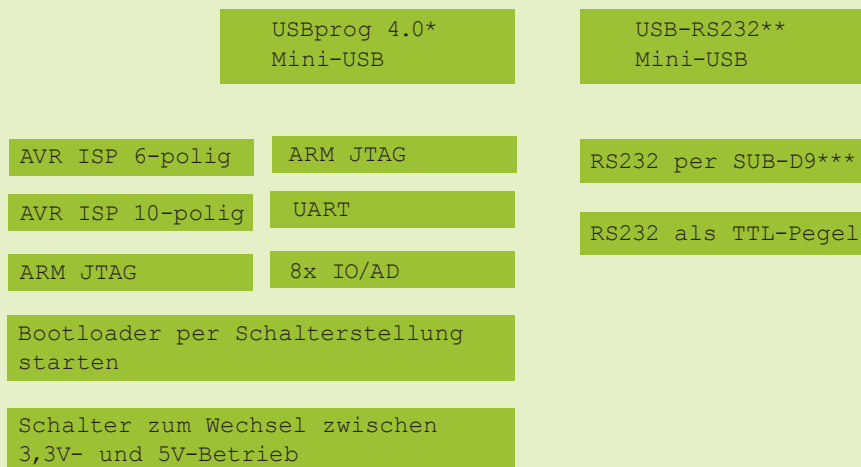 USBprog 4.0*
Mini-USB
USB-RS232**
Mini-USB
AVR ISP 6-polig
ARM JTAG
RS232 per SUB-D9***
AVR ISP 10-polig
UART
RS232 als TTL-Pegel
ARM JTAG
8x IO/AD
Bootloader per Schalterstellung
starten
Schalter zum Wechsel zwischen
3,3V- und 5V-Betrieb